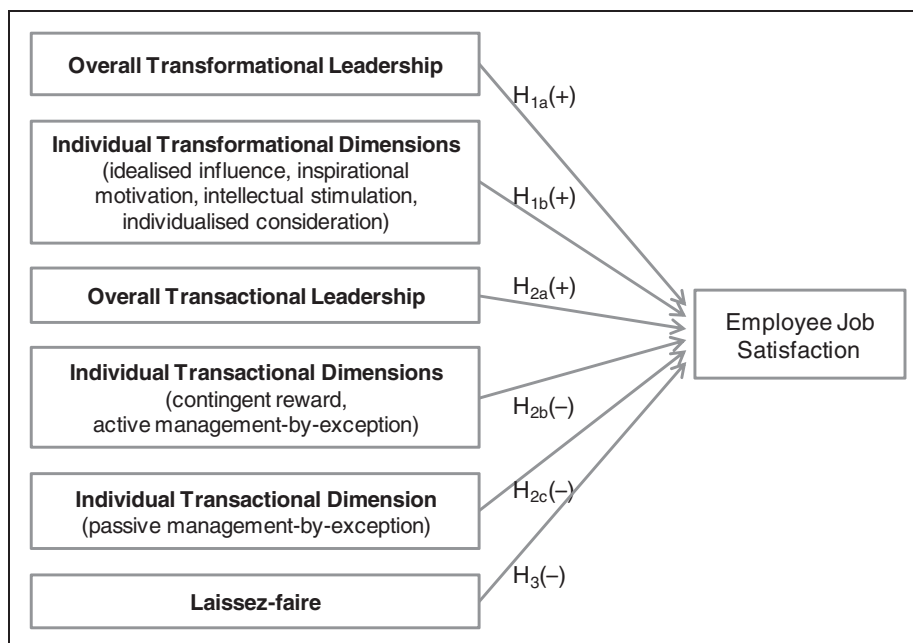 Overall Transformational Leadership
H1a(+)
Individual Transformational Dimensions
(idealised influence, inspirational
motivation, intellectual stimulation,
individualised consideration)
H1b(+)
Overall Transactional Leadership
H2a(+)
Employee Job
Satisfaction
Individual Transactional Dimensions
(contingent reward,
active management-by-exception)
H2b(–)
Individual Transactional Dimension
(passive management-by-exception)
H2c(–)
Laissez-faire
H3(–)